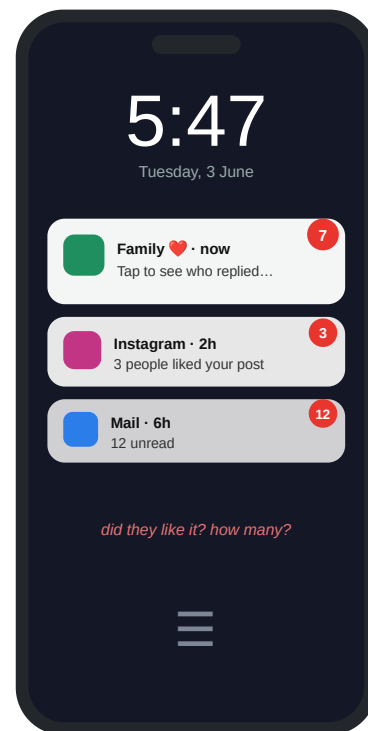 5:47
Tuesday, 3 June
Family ❤️ · now
7
Tap to see who replied…
Instagram · 2h
3
3 people liked your post
Mail · 6h
12
12 unread
did they like it? how many?